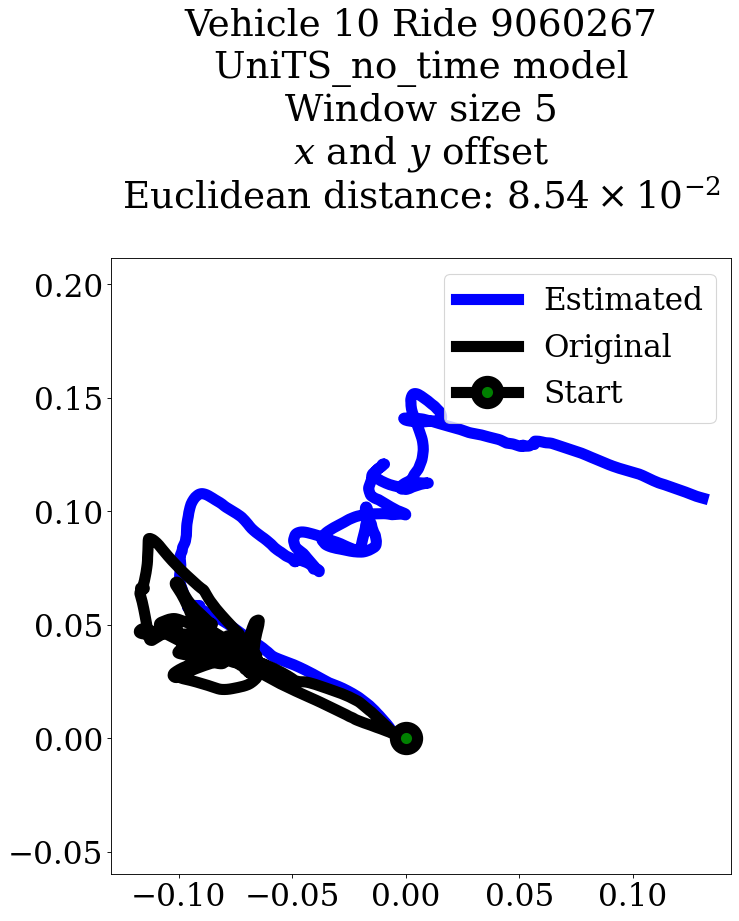 Vehicle 10 Ride 9060267
UniTS_no_time model
Window size 5
x and y offset
Euclidean distance: 8.54 × 10⁻²
Estimated
Original
Start
0.20
0.15
0.10
0.05
0.00
−0.05
−0.10 −0.05 0.00 0.05 0.10